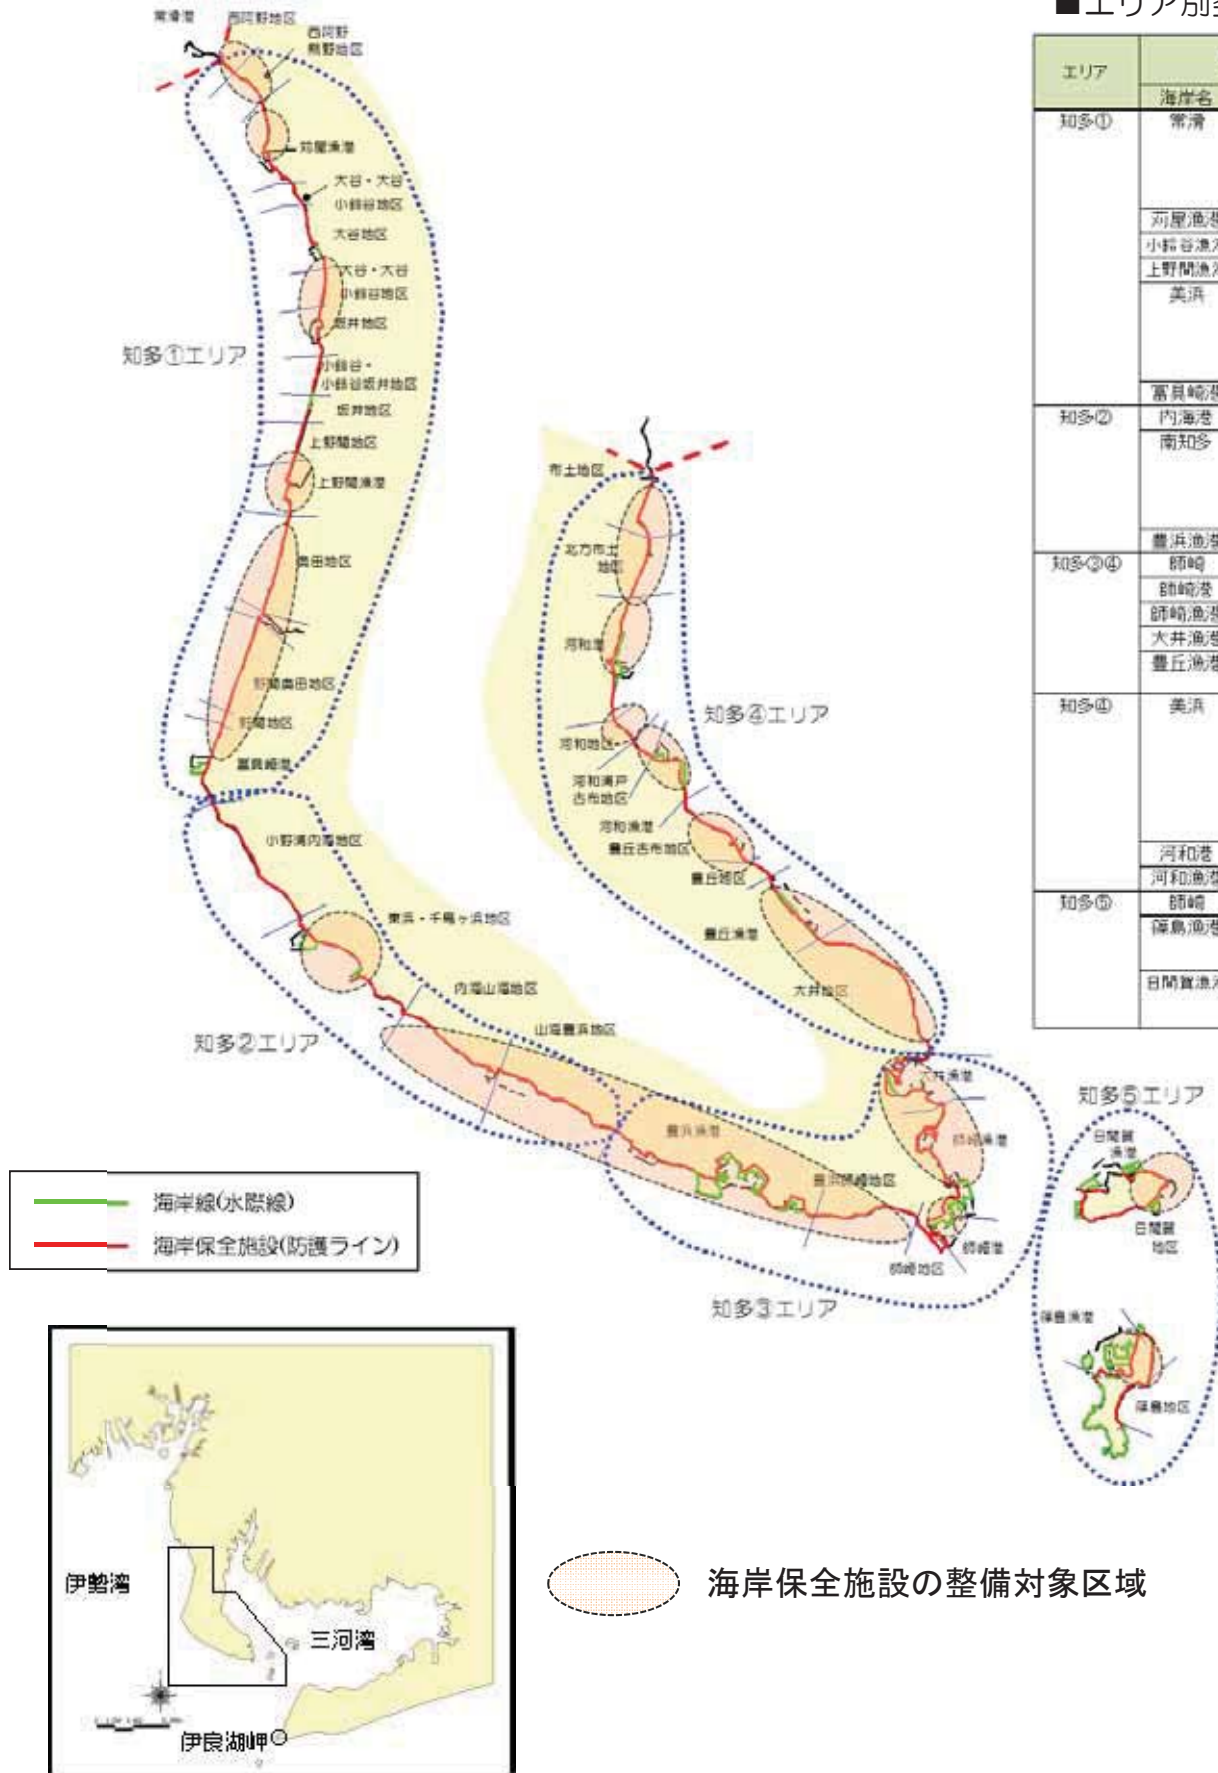 ■エリア別
エリア
海岸名
知多①
常滑
苅屋漁港
小鈴谷漁
上野間漁
美浜
冨具崎港
知多②
内海港
南知多
豊浜漁港
知多③④
師崎
師崎港
師崎漁港
大井漁港
豊丘漁港
知多④
美浜
河和港
河和漁港
知多⑤
師崎
篠島漁港
日間賀漁
常滑港
西阿野地区
西阿野
熊野地区
苅屋漁港
大谷・大谷
小鈴谷地区
大谷地区
大谷・大谷
小鈴谷地区
坂井地区
知多①エリア
小鈴谷・
小鈴谷坂井地区
坂井地区
上野間地区
上野間漁港
奥田地区
野間奥田地区
野間地区
冨具崎港
布土地区
北方布土
地区
河和港
知多④エリア
河和地区
河和浦戸
古布地区
河和漁港
豊丘古布地区
豊丘地区
豊丘漁港
大井地区
小野浦内海地区
東浜・千鳥ヶ浜地区
内海山海地区
山海豊浜地区
知多②エリア
豊浜漁港
豊浜師崎地区
大井漁港
師崎漁港
師崎港
師崎地区
知多③エリア
知多⑤エリア
日間賀
漁港
日間賀
地区
篠島漁港
篠島地区
海岸線(水際線)
海岸保全施設(防護ライン)
伊勢湾
三河湾
伊良湖岬
海岸保全施設の整備対象区域